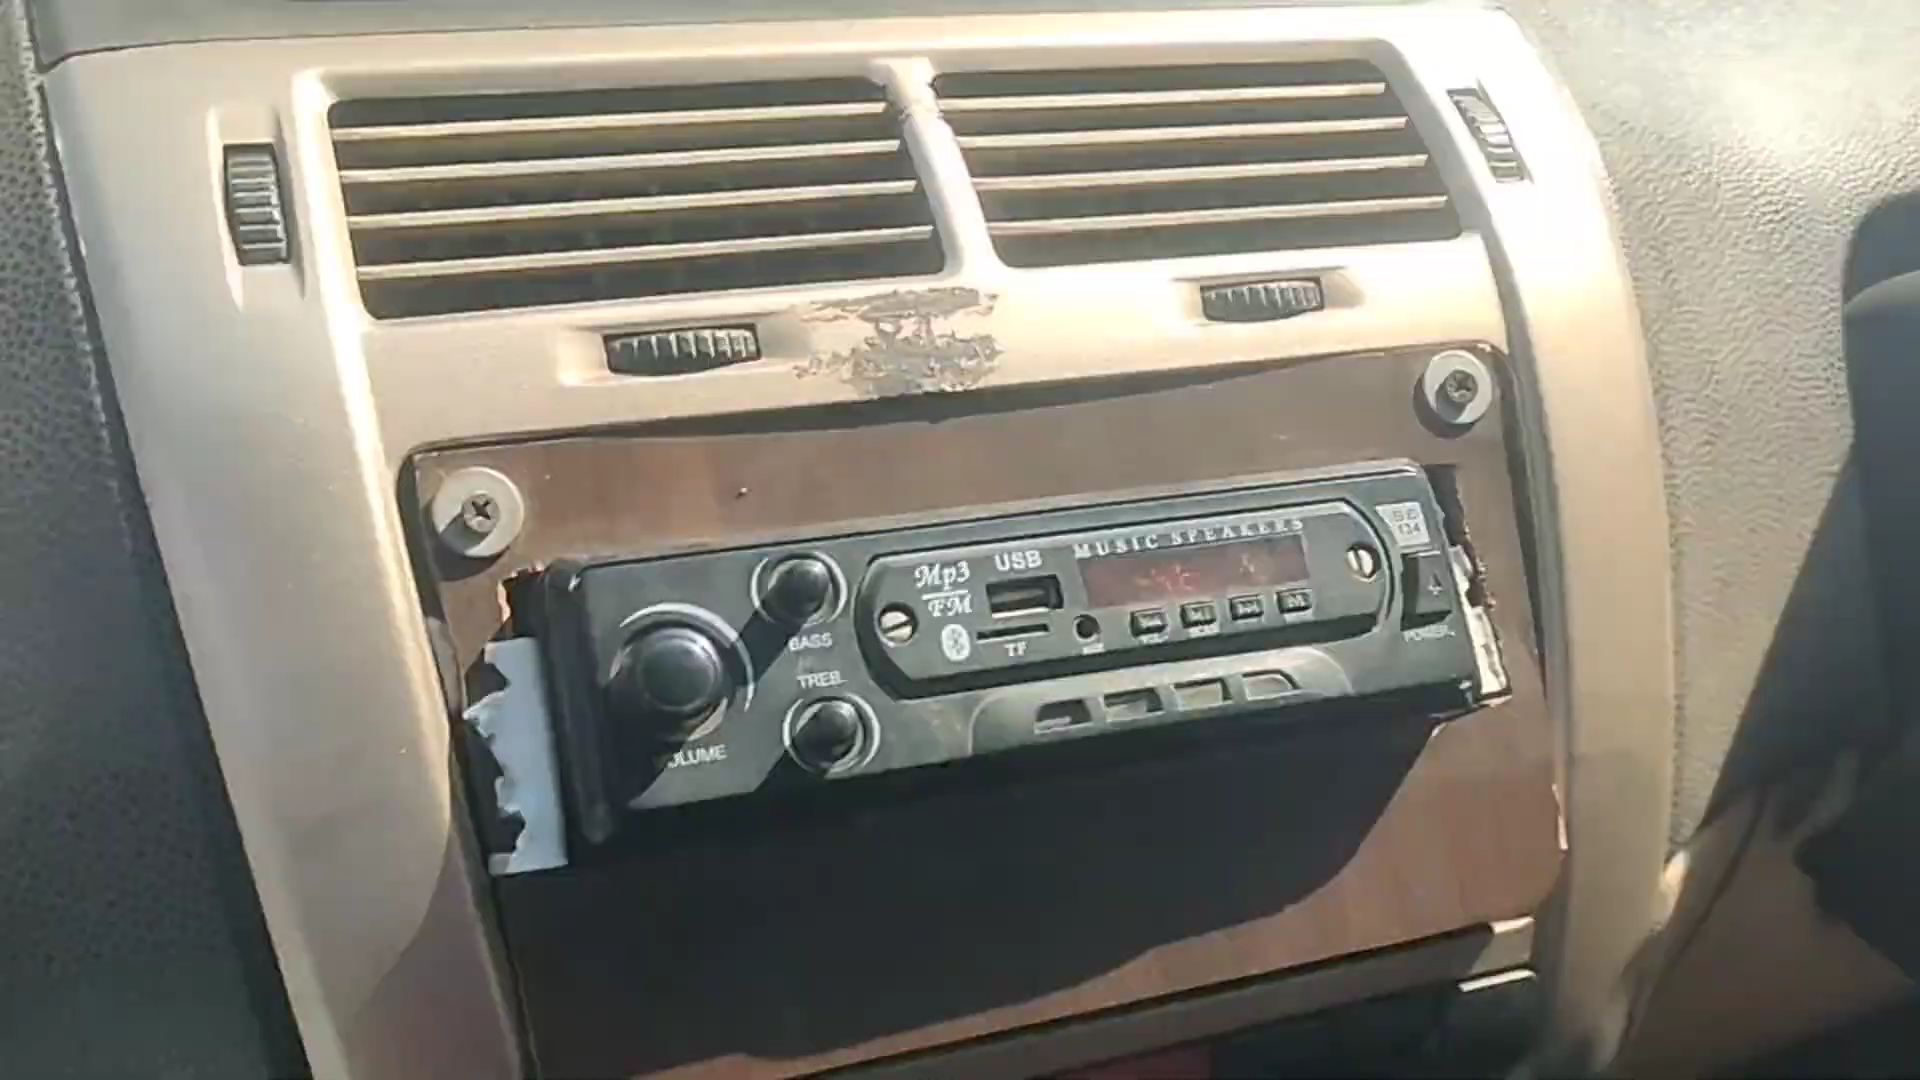 MUSIC SPEAKERS
Mp3
FM
USB
TF
BASS
TREB
VOLUME
POWER